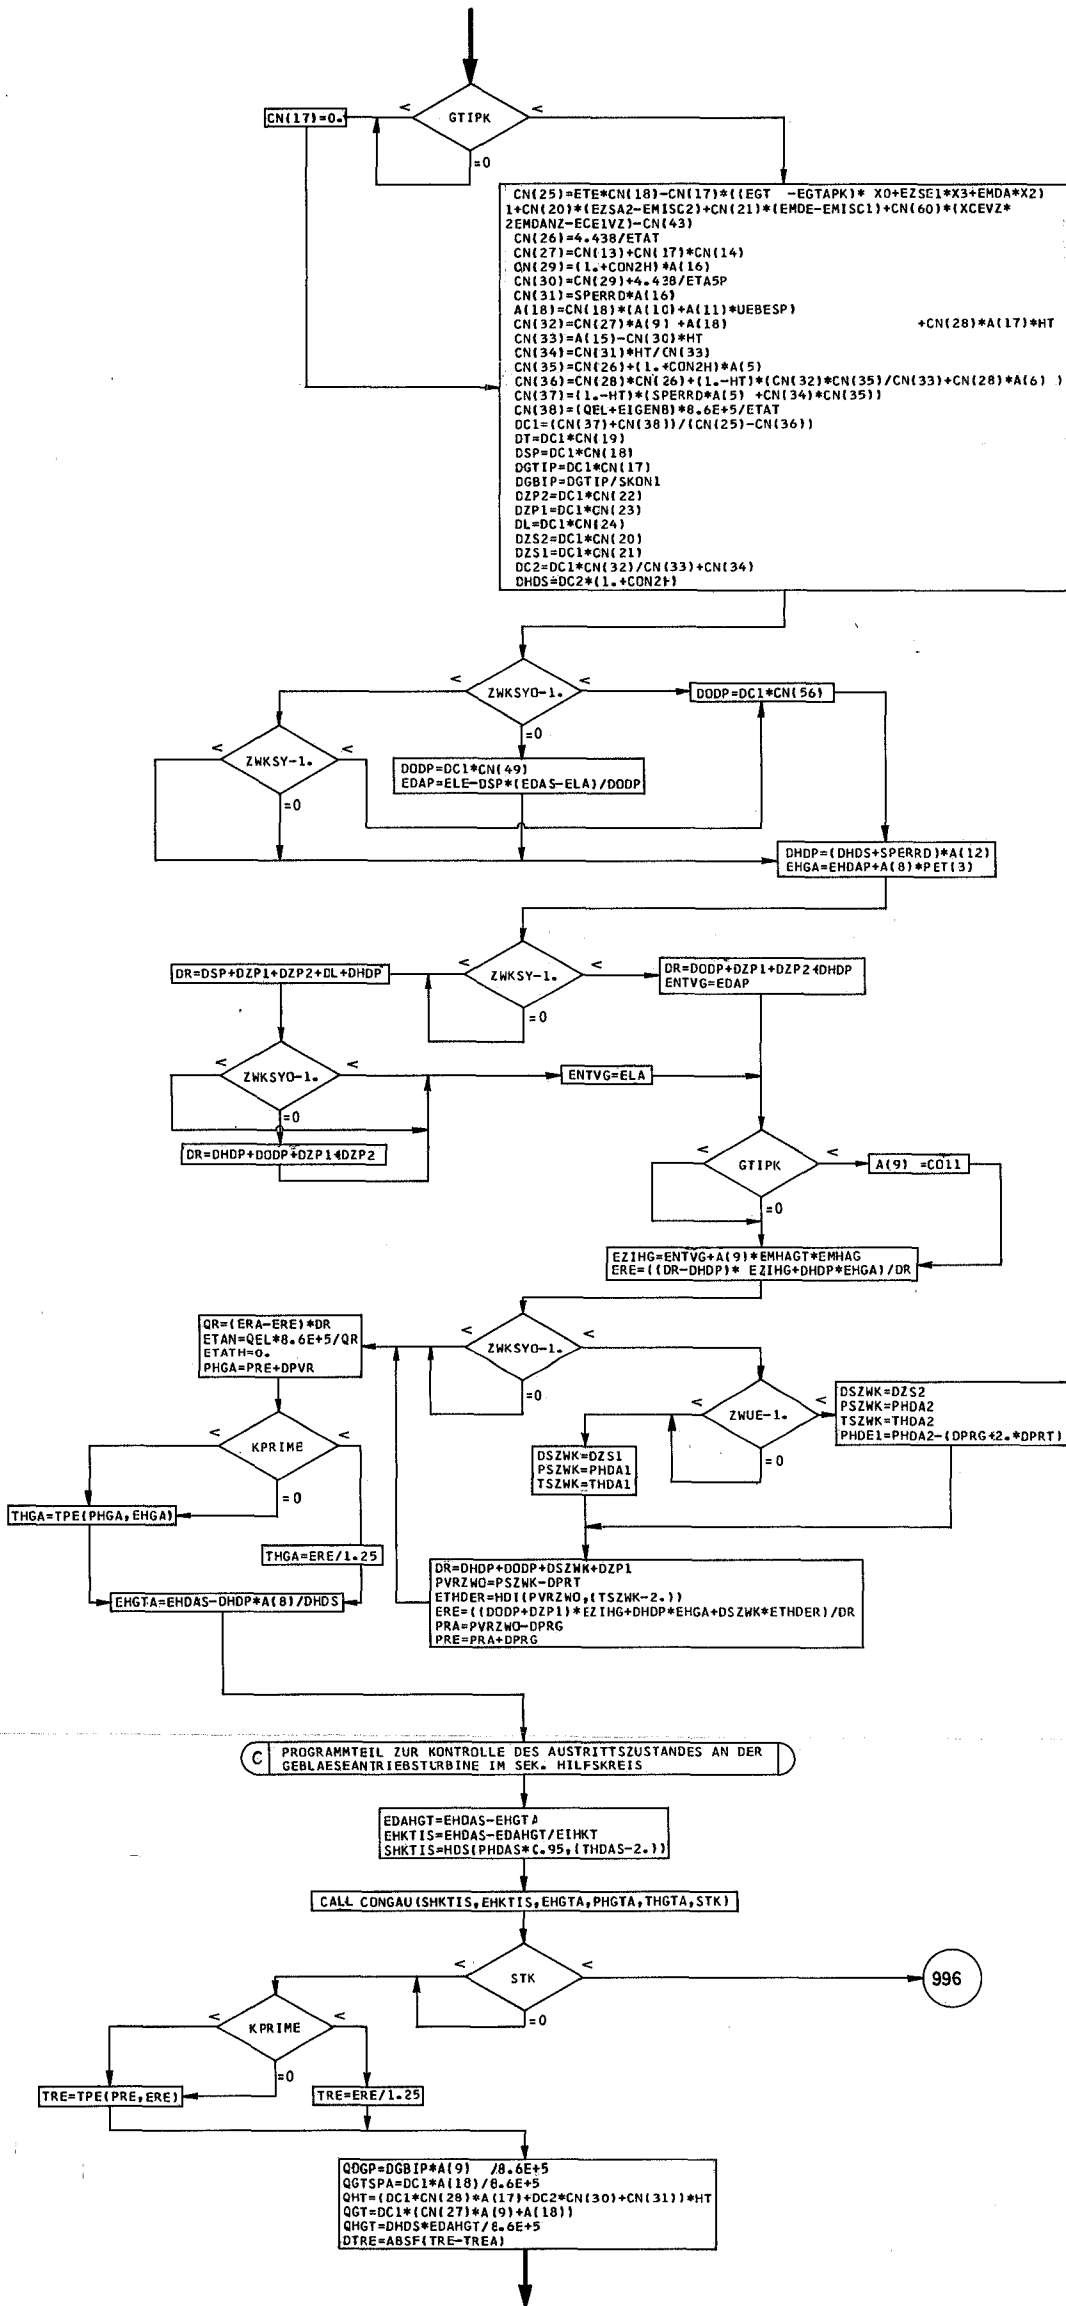 <
GTIPK
<
CN(17)=0.
=0
CN(25)=ETE*CN(18)-CN(17)*((EGT -EGTAPK)* X0+EZSE1*X3+EMDA*X2)
1+CN(20)*(EZSA2-EMISC2)+CN(21)*(EMDE-EMISC1)+CN(60)*(XCEVZ*
2EMDANZ-ECE1VZ)-CN(43)
CN(26)=4.438/ETAT
CN(27)=CN(13)+CN(17)*CN(14)
CN(29)=(1.+CON2H)*A(16)
CN(30)=CN(29)+4.438/ETASP
CN(31)=SPERRD*A(16)
A(18)=CN(18)*(A(10)+A(11)*UEBESP)
CN(32)=CN(27)*A(9) +A(18) +CN(28)*A(17)*HT
CN(33)=A(15)-CN(30)*HT
CN(34)=CN(31)*HT/CN(33)
CN(35)=CN(26)+(1.+CON2H)*A(5)
CN(36)=CN(28)*CN(26)+(1.-HT)*(CN(32)*CN(35)/CN(33)+CN(28)*A(6) )
CN(37)=(1.-HT)*(SPERRD*A(5) +CN(34)*CN(35))
CN(38)=(QEL+EIGENB)*8.6E+5/ETAT
DC1=(CN(37)+CN(38))/(CN(25)-CN(36))
DT=DC1*CN(19)
DSP=DC1*CN(18)
DGTIP=DC1*CN(17)
DGBIP=DGTIP/SKON1
DZP2=DC1*CN(22)
DZP1=DC1*CN(23)
DL=DC1*CN(24)
DZS2=DC1*CN(20)
DZS1=DC1*CN(21)
DC2=DC1*CN(32)/CN(33)+CN(34)
DHDS=DC2*(1.+CON2H)
<
ZWKSYO-1.
<
=0
DODP=DC1*CN(56)
<
ZWKSY-1.
<
=0
DODP=DC1*CN(49)
EDAP=ELE-DSP*(EDAS-ELA)/DODP
DHDP=(DHDS+SPERRD)*A(12)
EHGA=EHDAP+A(8)*PET(3)
DR=DSP+DZP1+DZP2+DL+DHDP
<
ZWKSY-1.
<
=0
DR=DODP+DZP1+DZP2+DHDP
ENTVG=EDAP
<
ZWKSYO-1.
<
=0
ENTVG=ELA
DR=DHDP+DODP+DZP1+DZP2
<
GTIPK
<
=0
A(9) =CO11
EZIHG=ENTVG+A(9)*EMHAGT*EMHAG
ERE=((DR-DHDP)* EZIHG+DHDP*EHGA)/DR
QR=(ERA-ERE)*DR
ETAN=QEL*8.6E+5/QR
ETATH=0.
PHGA=PRE+DPVR
<
ZWKSYO-1.
<
=0
<
ZWUE-1.
<
=0
DSZWK=DZS2
PSZWK=PHDA2
TSZWK=THDA2
PHDE1=PHDA2-(DPRG+2.*DPRT)
<
KPRIME
<
=0
DSZWK=DZS1
PSZWK=PHDA1
TSZWK=THDA1
THGA=TPE(PHGA,EHGA)
THGA=ERE/1.25
DR=DHDP+DODP+DSZWK+DZP1
PVRZWO=PSZWK-DPRT
ETHDER=HDT(PVRZWO,(TSZWK-2.))
ERE=((DODP+DZP1)*EZIHG+DHDP*EHGA+DSZWK*ETHDER)/DR
PRA=PVRZWO-DPRG
PRE=PRA+DPRG
EHGTA=EHDAS-DHDP*A(8)/DHDS
C PROGRAMMTEIL ZUR KONTROLLE DES AUSTRITTSZUSTANDES AN DER
GEBLAESEANTRIEBSTURBINE IM SEK. HILFSKREIS
EDAHGT=EHDAS-EHGTA
EHKTIS=EHDAS-EDAHGT/EIHKT
SHKTIS=HDS(PHDAS*0.95,(THDAS-2.))
CALL CONGAU(SHKTIS,EHKTIS,EHGTA,PHGTA,THGTA,STK)
<
STK
<
=0
996
<
KPRIME
<
=0
TRE=TPE(PRE,ERE)
TRE=ERE/1.25
QDGP=DGBIP*A(9) /8.6E+5
QGTSPA=DC1*A(18)/8.6E+5
QHT=(DC1*CN(28)*A(17)+DC2*CN(30)+CN(31))*HT
QGT=DC1*(CN(27)*A(9)+A(18))
QHGT=DHDS*EDAHGT/8.6E+5
DTRE=ABSF(TRE-TREA)